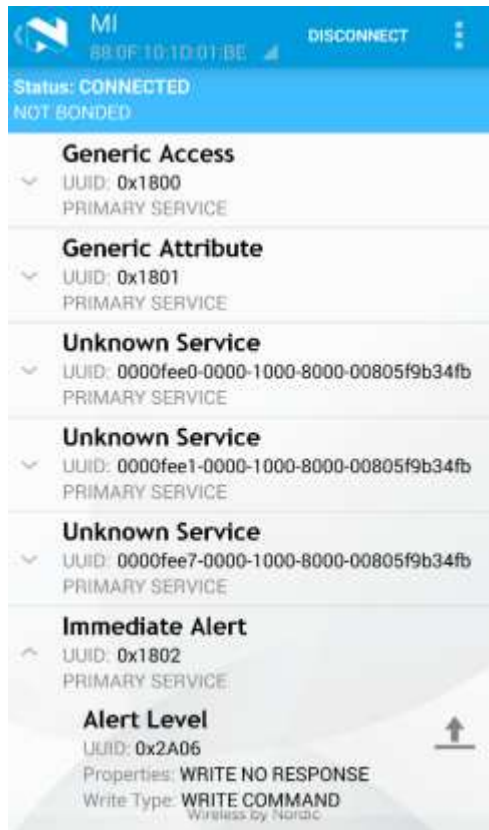 MI
88:0F:10:1D:01:BE
DISCONNECT
Status: CONNECTED
NOT BONDED
Generic Access
UUID: 0x1800
PRIMARY SERVICE
Generic Attribute
UUID: 0x1801
PRIMARY SERVICE
Unknown Service
UUID: 0000fee0-0000-1000-8000-00805f9b34fb
PRIMARY SERVICE
Unknown Service
UUID: 0000fee1-0000-1000-8000-00805f9b34fb
PRIMARY SERVICE
Unknown Service
UUID: 0000fee7-0000-1000-8000-00805f9b34fb
PRIMARY SERVICE
Immediate Alert
UUID: 0x1802
PRIMARY SERVICE
Alert Level
UUID: 0x2A06
Properties: WRITE NO RESPONSE
Write Type: WRITE COMMAND
Wireless by Nordic